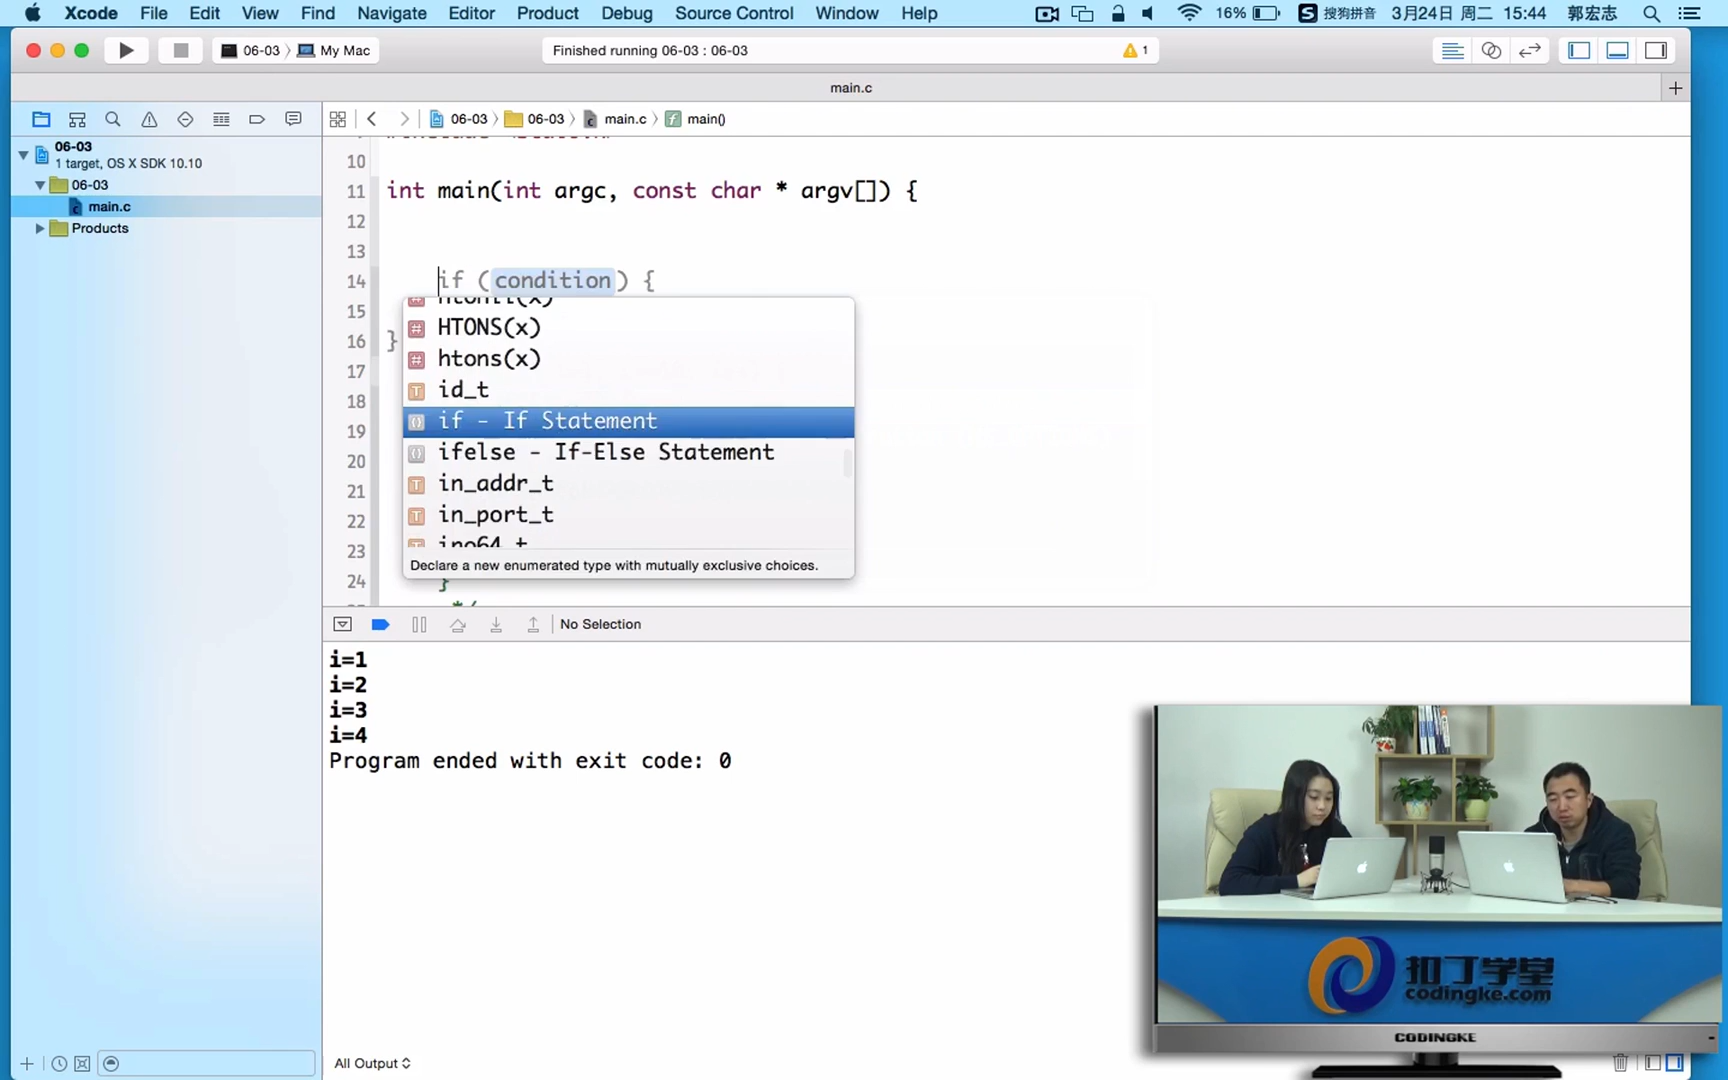 Xcode File Edit View Find Navigate Editor Product Debug Source Control Window Help 16% S 搜狗拼音 3月24日 周二 15:44 郭宏志
06-03 My Mac Finished running 06-03 : 06-03 1
main.c
06-03 06-03 main.c main()
06-03
1 target, OS X SDK 10.10
06-03
main.c
Products
10
11 int main(int argc, const char * argv[]) {
12
13
14 if (condition) {
15
16 }
17
18
19
20
21
22
23
24 }
*/
HTONS(x)
htons(x)
id_t
if - If Statement
ifelse - If-Else Statement
in_addr_t
in_port_t
ino64_t
Declare a new enumerated type with mutually exclusive choices.
No Selection
i=1
i=2
i=3
i=4
Program ended with exit code: 0
扣丁学堂
codingke.com
CODINGKE
All Output